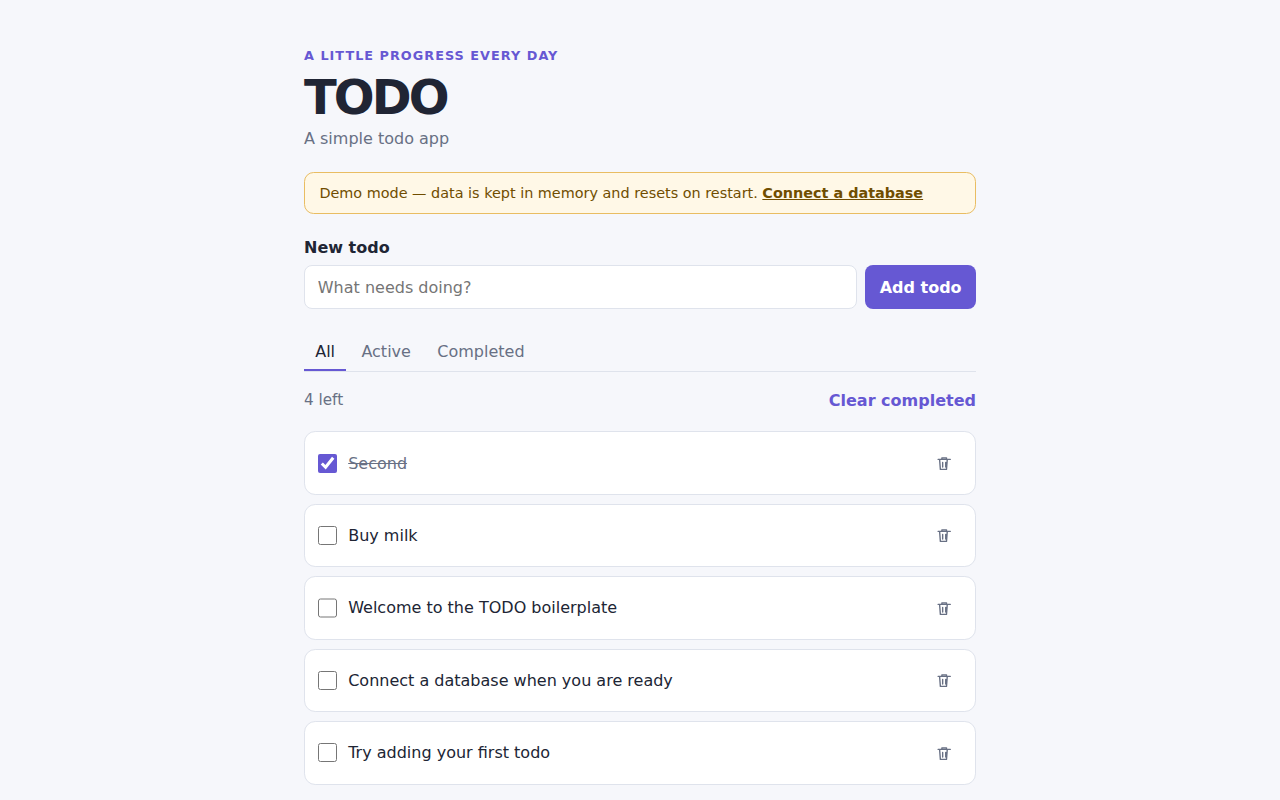 A LITTLE PROGRESS EVERY DAY
TODO
A simple todo app
Demo mode — data is kept in memory and resets on restart. Connect a database
New todo
What needs doing?
Add todo
All
Active
Completed
4 left
Clear completed
Second
Buy milk
Welcome to the TODO boilerplate
Connect a database when you are ready
Try adding your first todo